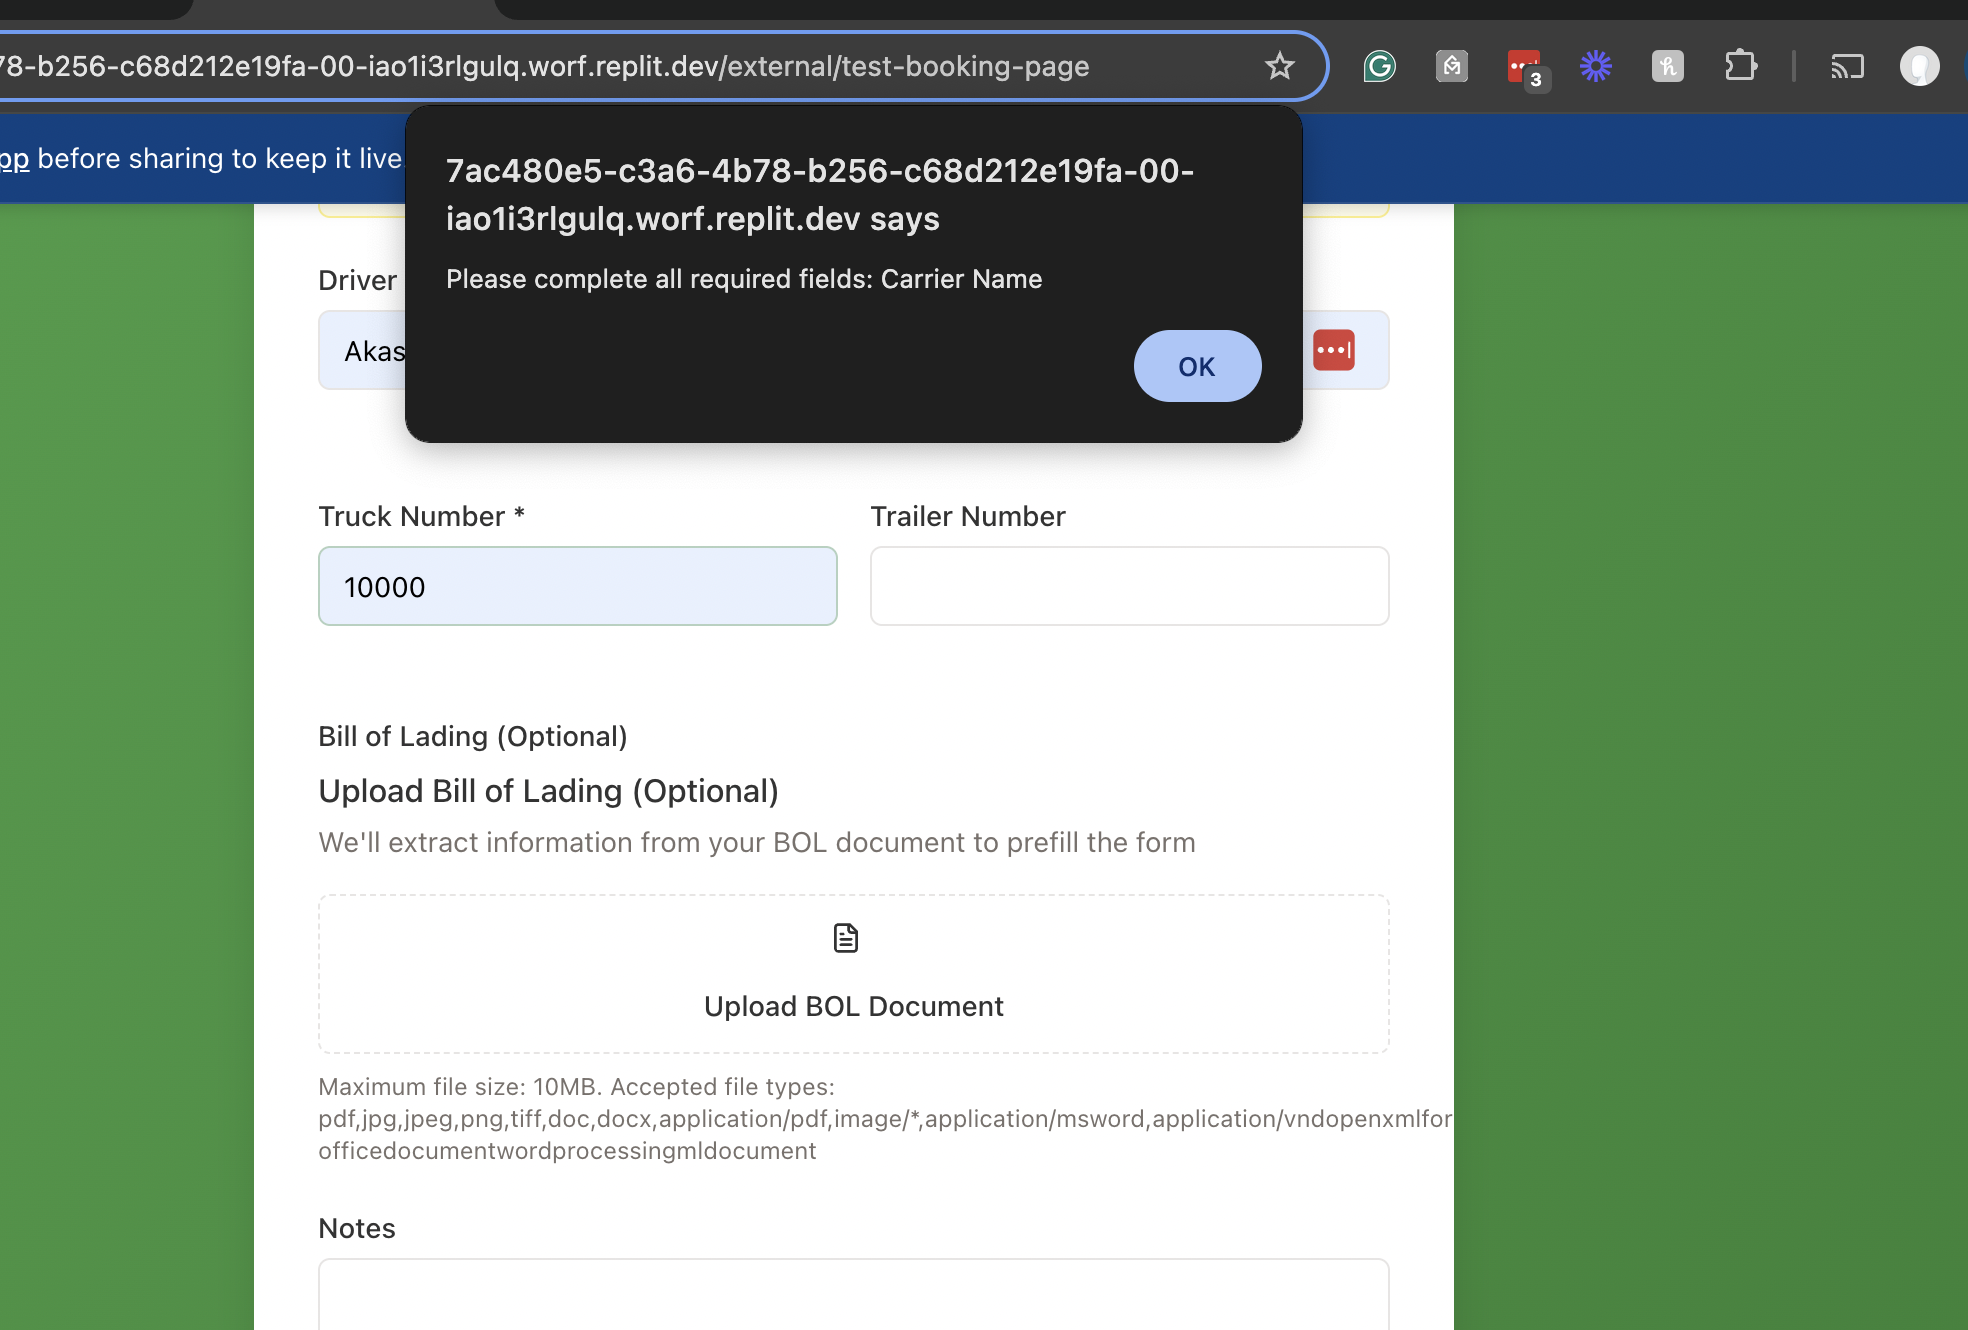 78-b256-c68d212e19fa-00-iao1i3rlgulq.worf.replit.dev/external/test-booking-page
3
pp before sharing to keep it live
7ac480e5-c3a6-4b78-b256-c68d212e19fa-00-
iao1i3rlgulq.worf.replit.dev says
Please complete all required fields: Carrier Name
OK
Driver
Akas
Truck Number *
Trailer Number
10000
Bill of Lading (Optional)
Upload Bill of Lading (Optional)
We'll extract information from your BOL document to prefill the form
Upload BOL Document
Maximum file size: 10MB. Accepted file types:
pdf,jpg,jpeg,png,tiff,doc,docx,application/pdf,image/*,application/msword,application/vndopenxmlfor
officedocumentwordprocessingmldocument
Notes